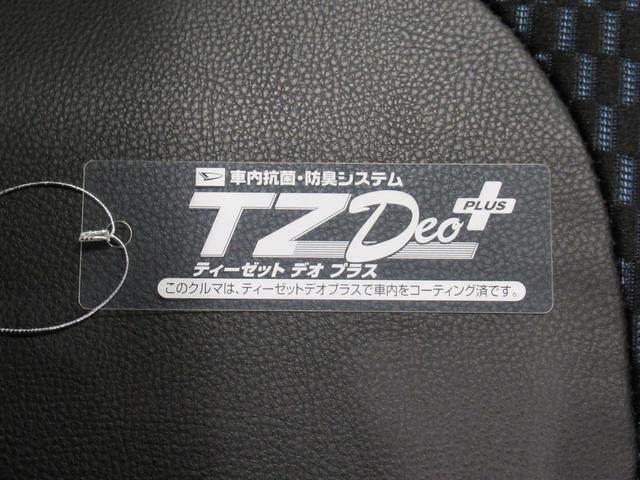 車内抗菌・防臭システム
TZ Deo PLUS
ティーゼット デオ プラス
このクルマは、ティーゼットデオプラスで車内をコーティング済です。